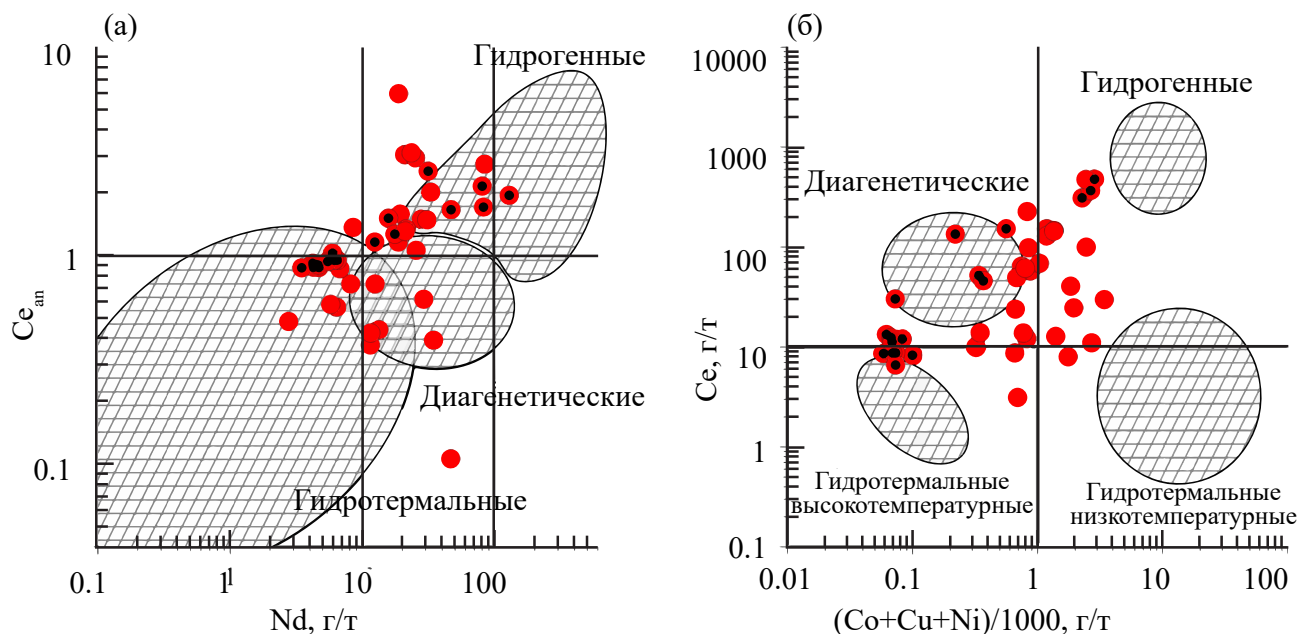 (а)
10
Гидрогенные
1
Ce an
0.1
Диагенетические
Гидротермальные
0.1
1
10
100
Nd, г/т
(б)
10000
Гидрогенные
1000
Диагенетические
100
Ce, г/т
10
1
Гидротермальные
высокотемпературные
Гидротермальные
низкотемпературные
0.1
0.01
0.1
1
10
100
(Co+Cu+Ni)/1000, г/т